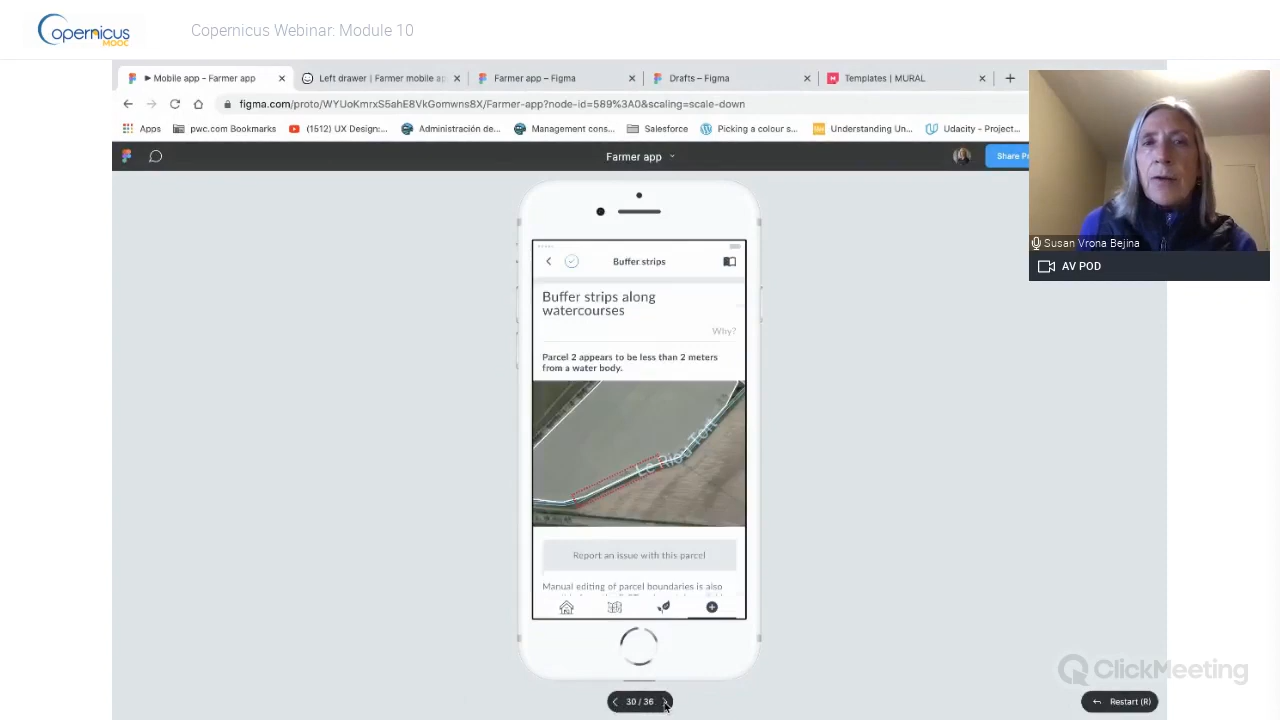 Copernicus
MOOC
Copernicus Webinar: Module 10
Mobile app – Farmer app
Left drawer | Farmer mobile ap
Farmer app – Figma
Drafts – Figma
Templates | MURAL
figma.com/proto/WYUoKmrxS5ahE8VkGomwns8X/Farmer-app?node-id=589%3A0&scaling=scale-down
Apps
pwc.com Bookmarks
(1512) UX Design:...
Administración de...
Management cons...
Salesforce
Picking a colour s...
Understanding Un...
Udacity - Project...
Farmer app
Share Pr
Susan Vrona Bejina
AV POD
Buffer strips
Buffer strips along
watercourses
Why?
Parcel 2 appears to be less than 2 meters
from a water body.
Le Riou Tort
Report an issue with this parcel
Manual editing of parcel boundaries is also
30 / 36
Restart (R)
ClickMeeting